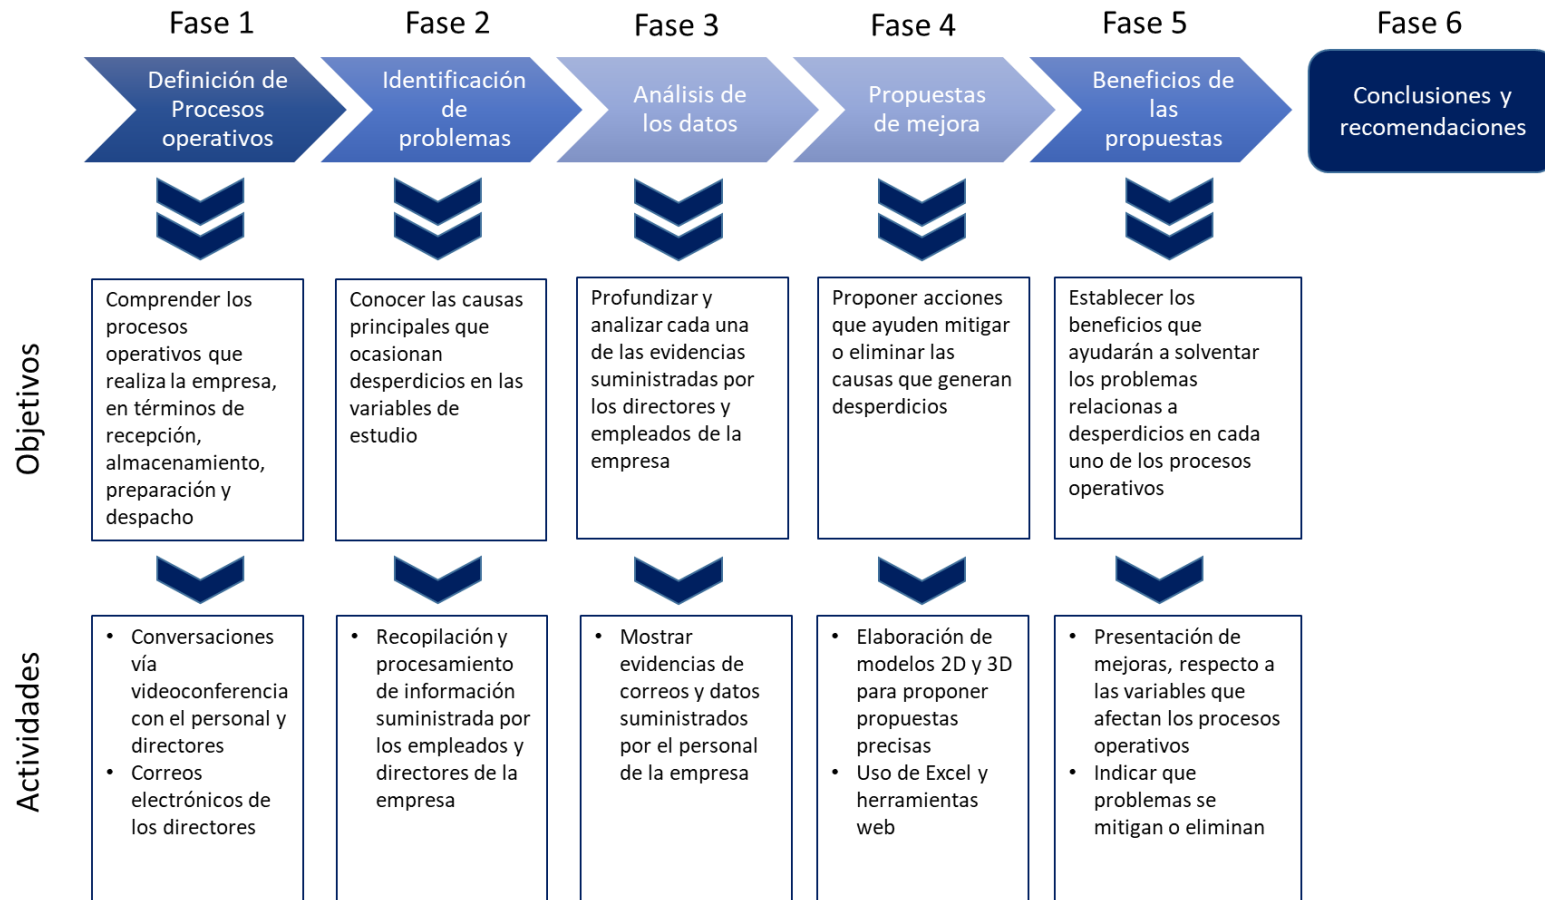 Fase 1
Fase 2
Fase 3
Fase 4
Fase 5
Fase 6
Definición de
Procesos
operativos
Identificación
de
problemas
Análisis de
los datos
Propuestas
de mejora
Beneficios de
las
propuestas
Conclusiones y
recomendaciones
Objetivos
Comprender los
procesos
operativos que
realiza la empresa,
en términos de
recepción,
almacenamiento,
preparación y
despacho
Conocer las causas
principales que
ocasionan
desperdicios en las
variables de
estudio
Profundizar y
analizar cada una
de las evidencias
suministradas por
los directores y
empleados de la
empresa
Proponer acciones
que ayuden mitigar
o eliminar las
causas que generan
desperdicios
Establecer los
beneficios que
ayudarán a solventar
los problemas
relacionas a
desperdicios en cada
uno de los procesos
operativos
Actividades
• Conversaciones
vía
videoconferencia
con el personal y
directores
• Correos
electrónicos de
los directores
• Recopilación y
procesamiento
de información
suministrada por
los empleados y
directores de la
empresa
• Mostrar
evidencias de
correos y datos
suministrados
por el personal
de la empresa
• Elaboración de
modelos 2D y 3D
para proponer
propuestas
precisas
• Uso de Excel y
herramientas
web
• Presentación de
mejoras, respecto a
las variables que
afectan los procesos
operativos
• Indicar que
problemas se
mitigan o eliminan